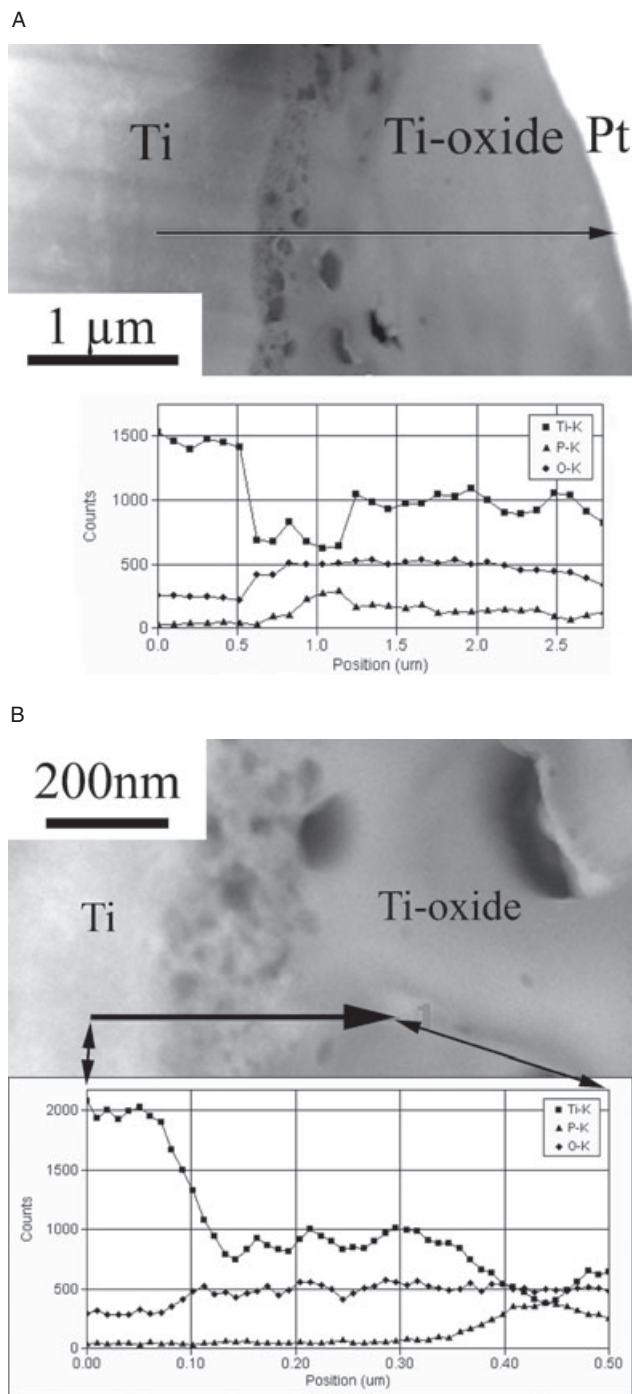 A
Ti Ti-oxide Pt
1 μm
1500
1000
500
0
Counts
Ti-K
P-K
O-K
0.0 0.5 1.0 1.5 2.0 2.5
Position (um)
B
200nm
Ti Ti-oxide
1
2000
1500
1000
500
0
Counts
Ti-K
P-K
O-K
0.00 0.10 0.20 0.30 0.40 0.50
Position (um)